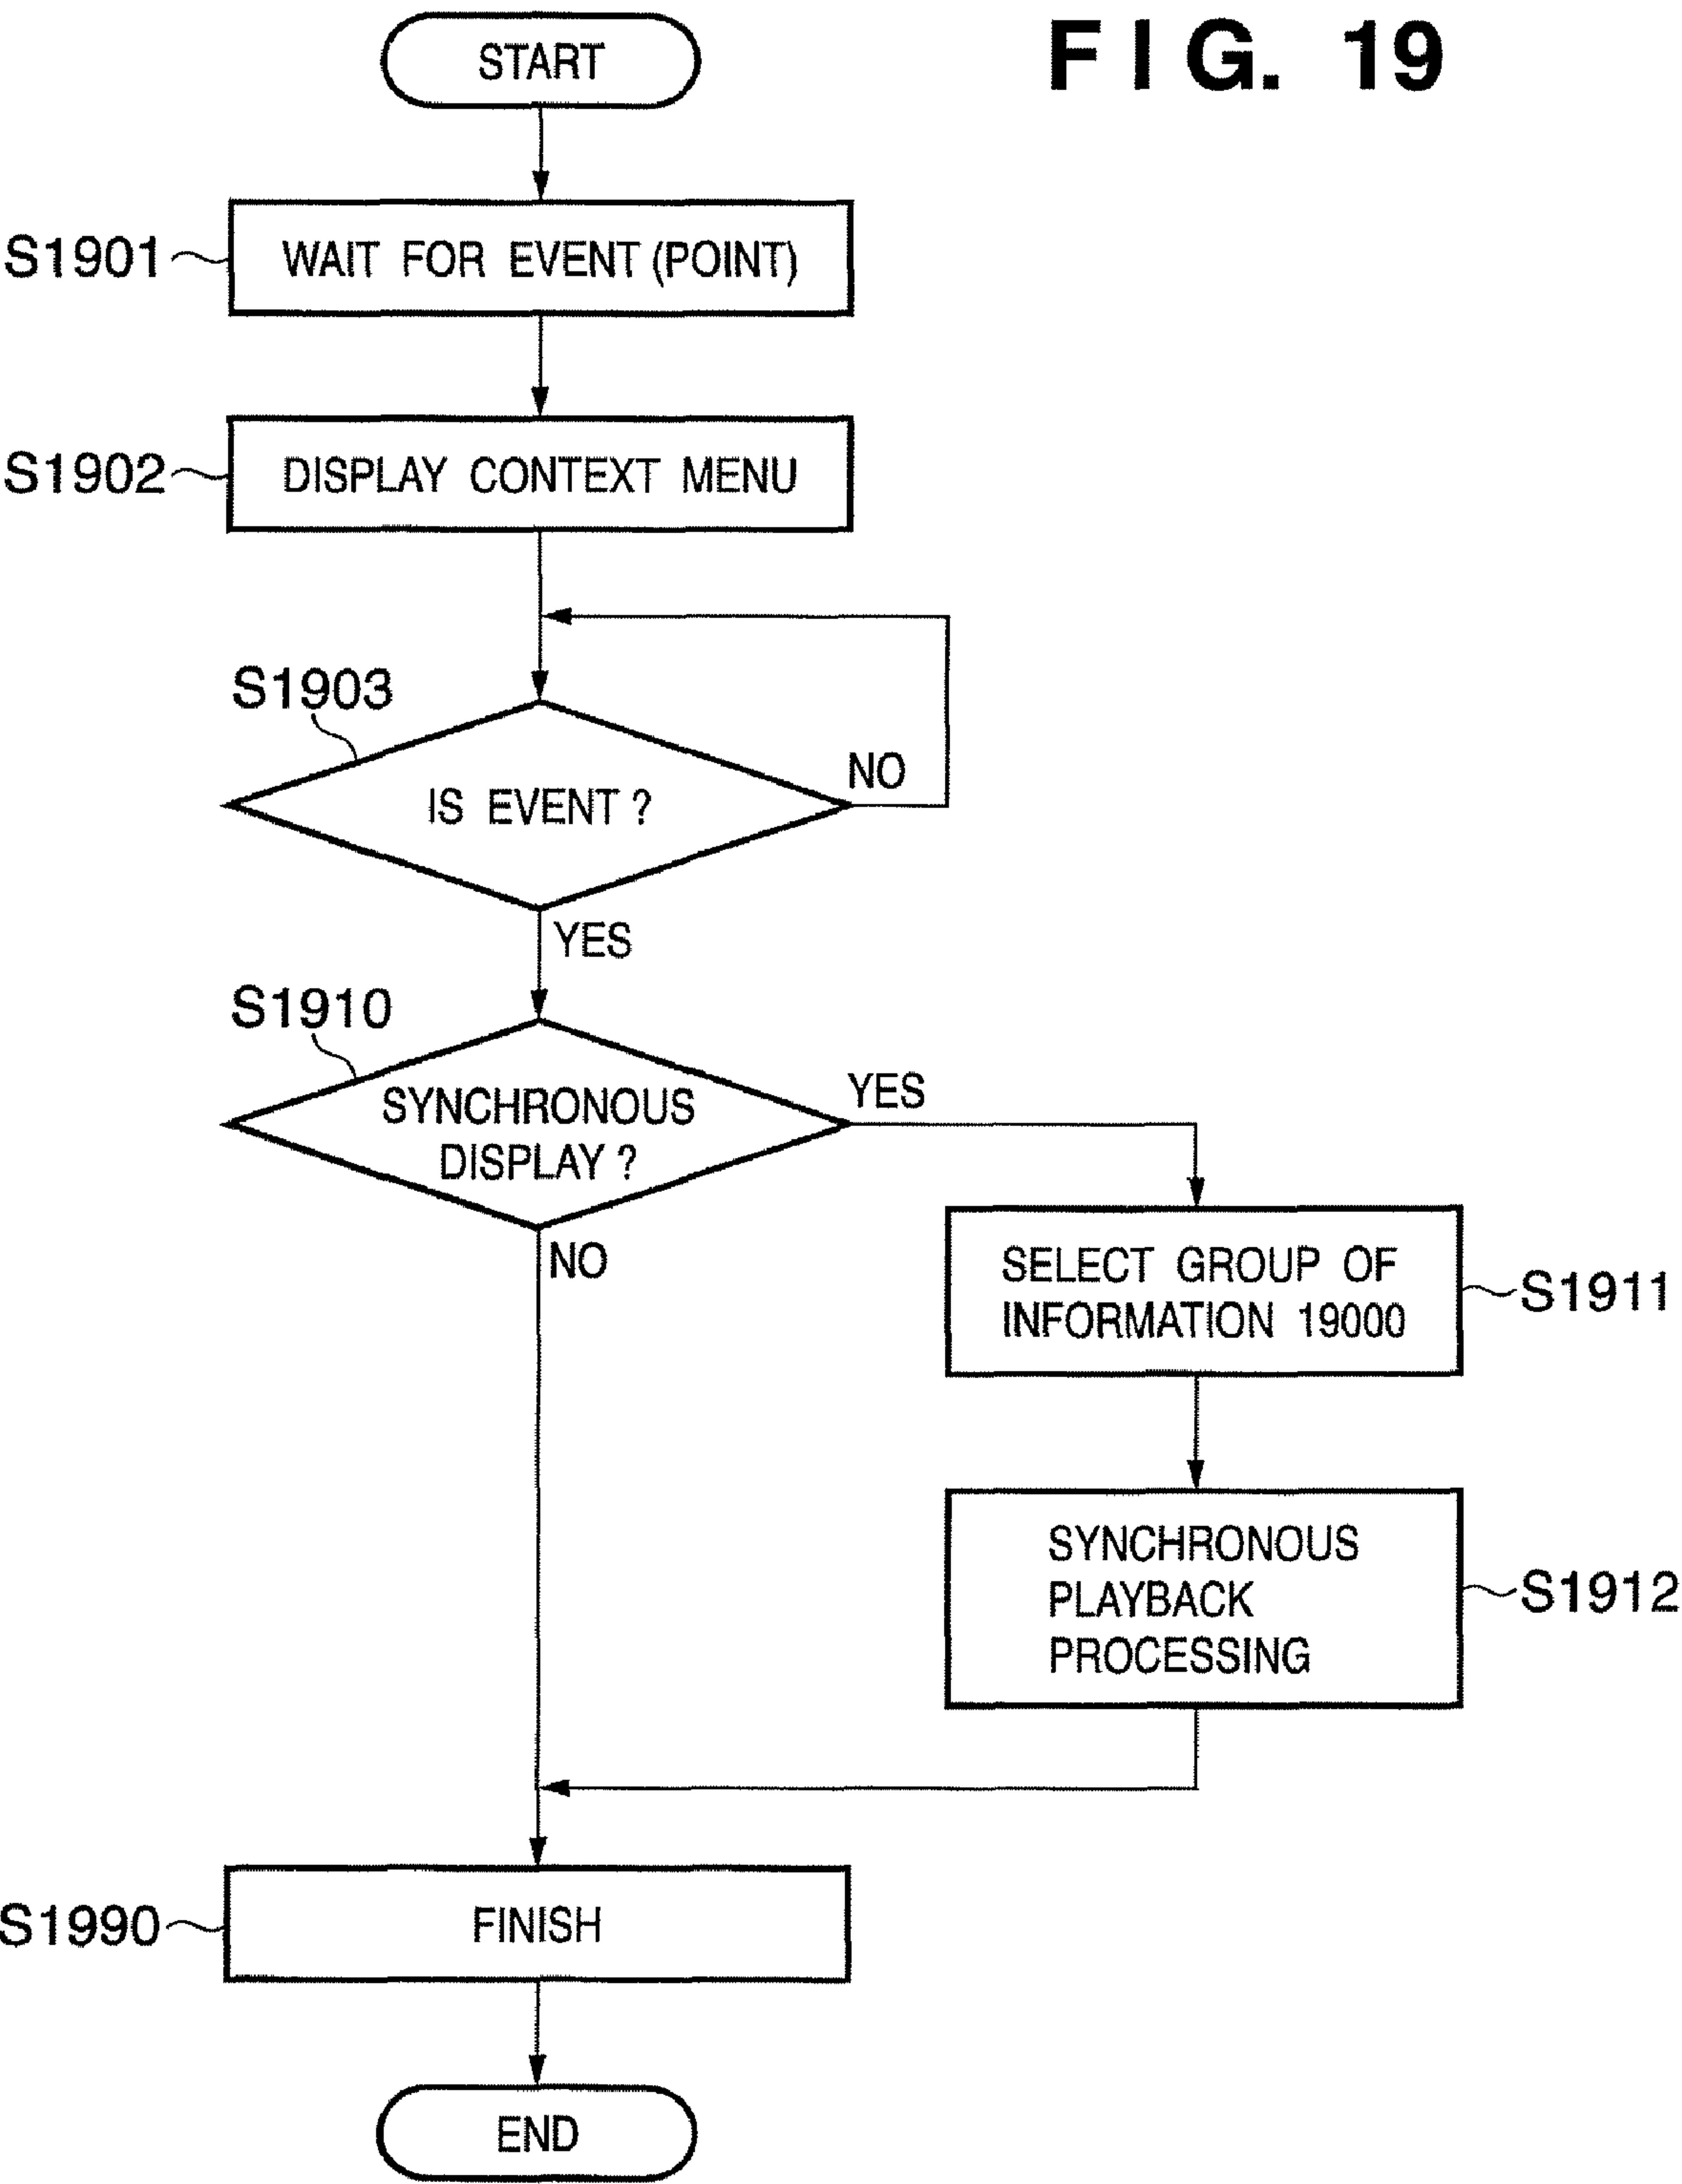 FIG. 19
START
S1901
WAIT FOR EVENT (POINT)
S1902
DISPLAY CONTEXT MENU
S1903
IS EVENT ?
NO
YES
S1910
SYNCHRONOUS
DISPLAY ?
YES
NO
SELECT GROUP OF
INFORMATION 19000
S1911
SYNCHRONOUS
PLAYBACK
PROCESSING
S1912
S1990
FINISH
END